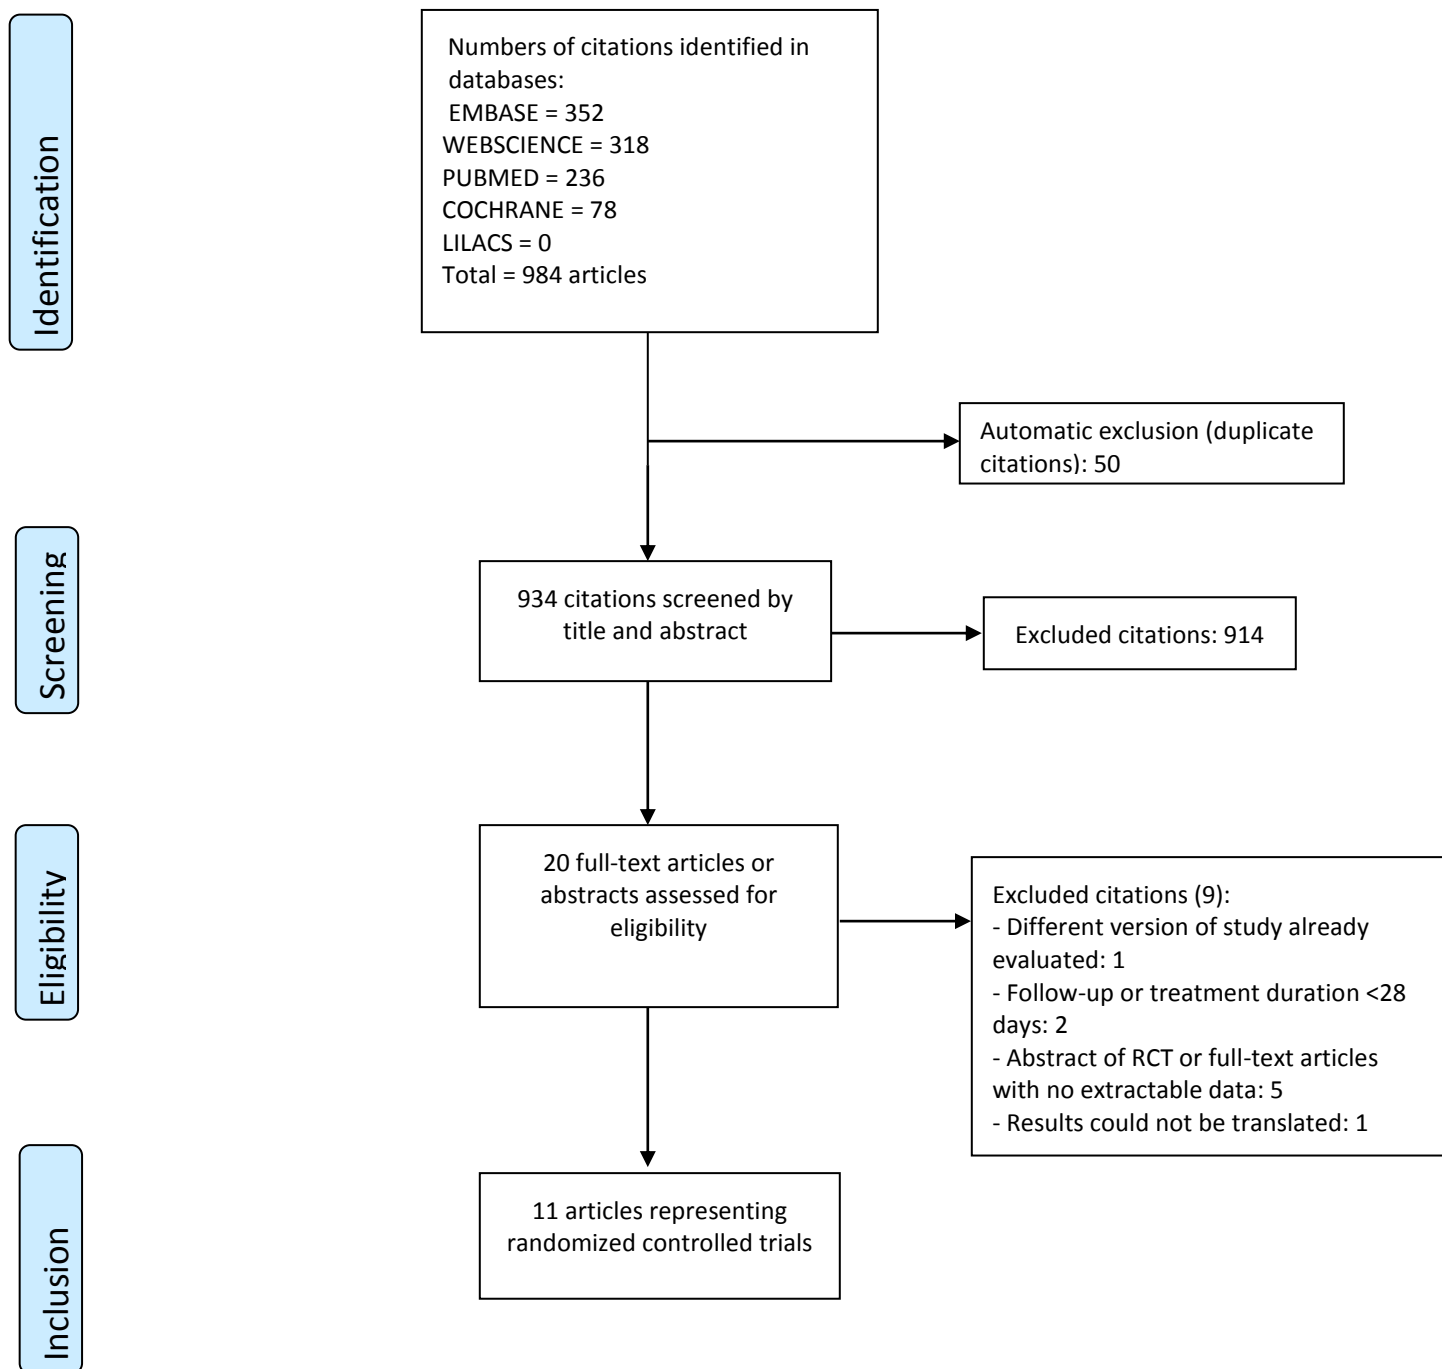 Identification
Numbers of citations identified in
databases:
EMBASE = 352
WEBSCIENCE = 318
PUBMED = 236
COCHRANE = 78
LILACS = 0
Total = 984 articles
Automatic exclusion (duplicate
citations): 50
Screening
934 citations screened by
title and abstract
Excluded citations: 914
Eligibility
20 full-text articles or
abstracts assessed for
eligibility
Excluded citations (9):
- Different version of study already
evaluated: 1
- Follow-up or treatment duration <28
days: 2
- Abstract of RCT or full-text articles
with no extractable data: 5
- Results could not be translated: 1
Inclusion
11 articles representing
randomized controlled trials